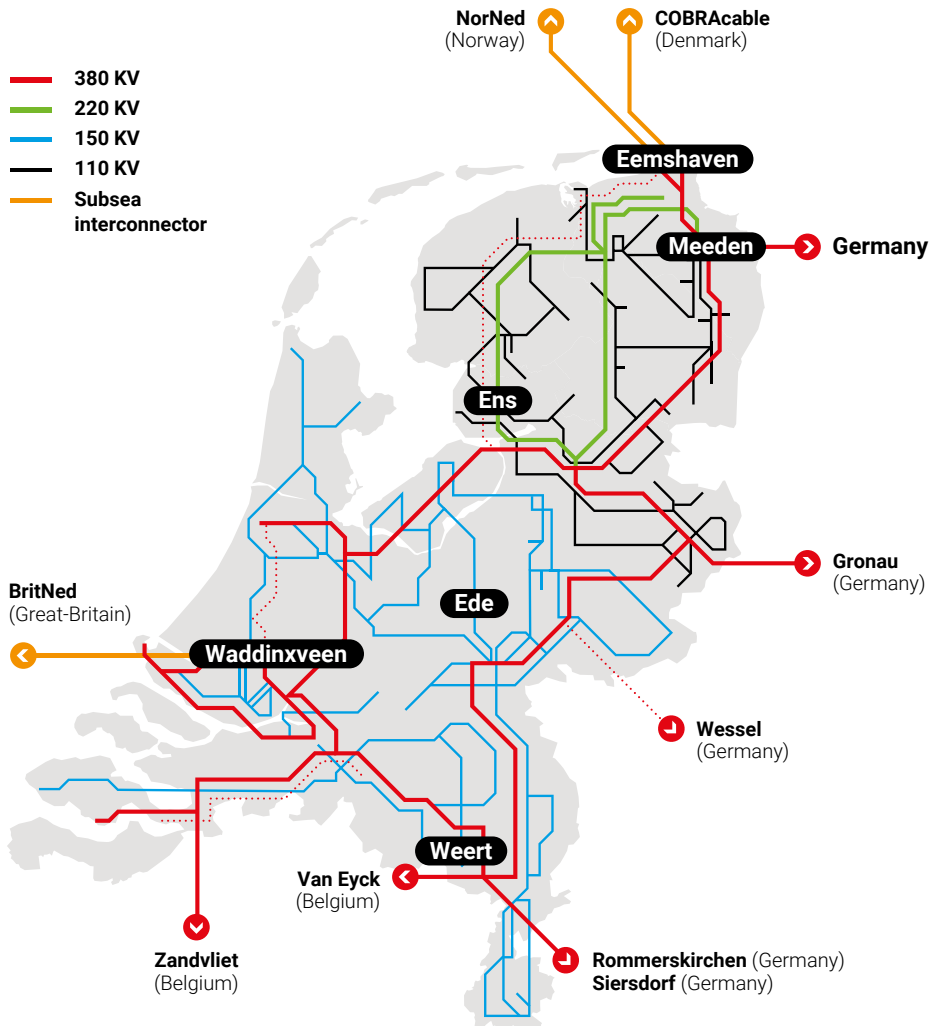 NorNed
(Norway)
COBRAcable
(Denmark)
380 KV
220 KV
150 KV
110 KV
Subsea
interconnector
Eemshaven
Meeden
Germany
Ens
Gronau
(Germany)
BritNed
(Great-Britain)
Ede
Waddinxveen
Wessel
(Germany)
Weert
Van Eyck
(Belgium)
Zandvliet
(Belgium)
Rommerskirchen (Germany)
Siersdorf (Germany)